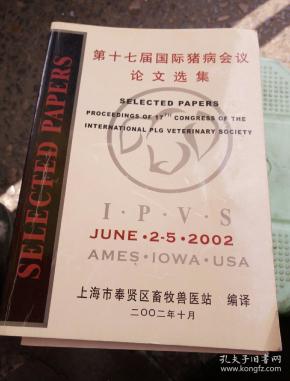 第十七届国际猪病会议
论文选集
SELECTED PAPERS
PROCEEDINGS OF 17TH CONGRESS OF THE
INTERNATIONAL PLG VETERINARY SOCIETY
I·P·V·S
JUNE·2-5·2002
AMES·IOWA·USA
上海市奉贤区畜牧兽医站 编译
二〇〇二年十月
SELECTED PAPERS
孔夫子旧书网